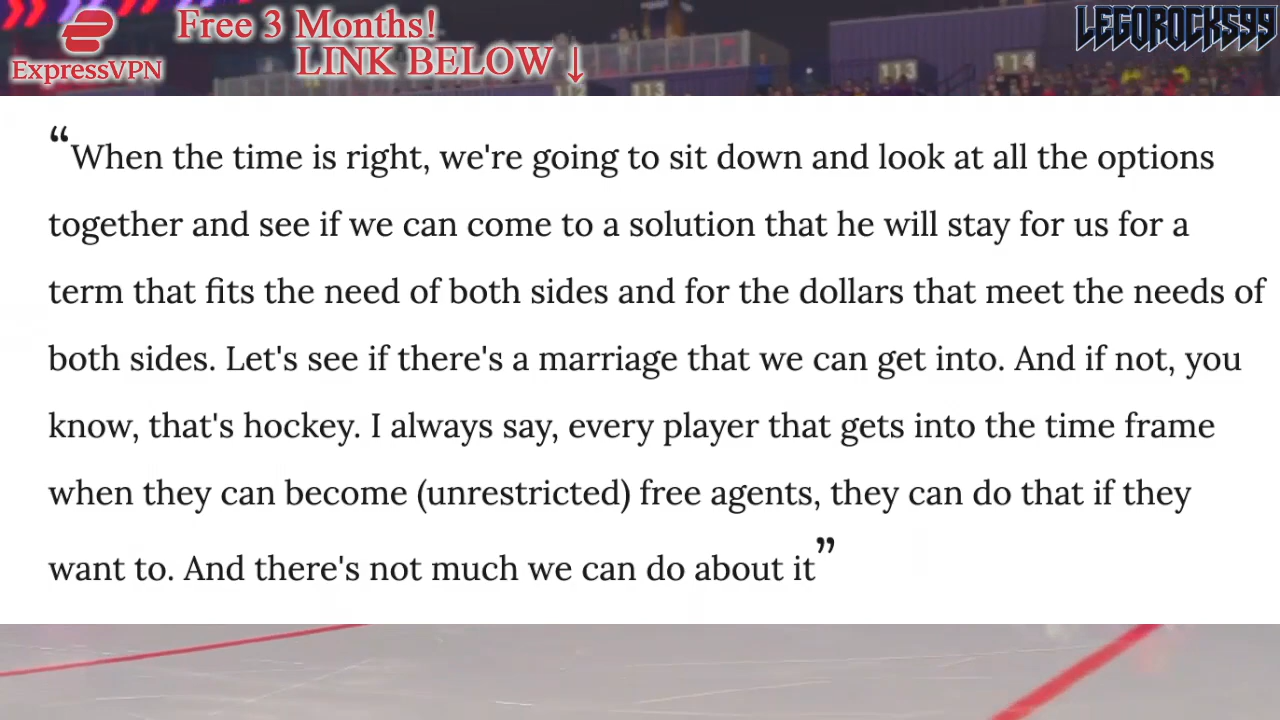 Free 3 Months!
LEGOROCKS99
ExpressVPN
LINK BELOW ↓
113
114
112
113
“When the time is right, we're going to sit down and look at all the options
together and see if we can come to a solution that he will stay for us for a
term that fits the need of both sides and for the dollars that meet the needs of
both sides. Let's see if there's a marriage that we can get into. And if not, you
know, that's hockey. I always say, every player that gets into the time frame
when they can become (unrestricted) free agents, they can do that if they
want to. And there's not much we can do about it”